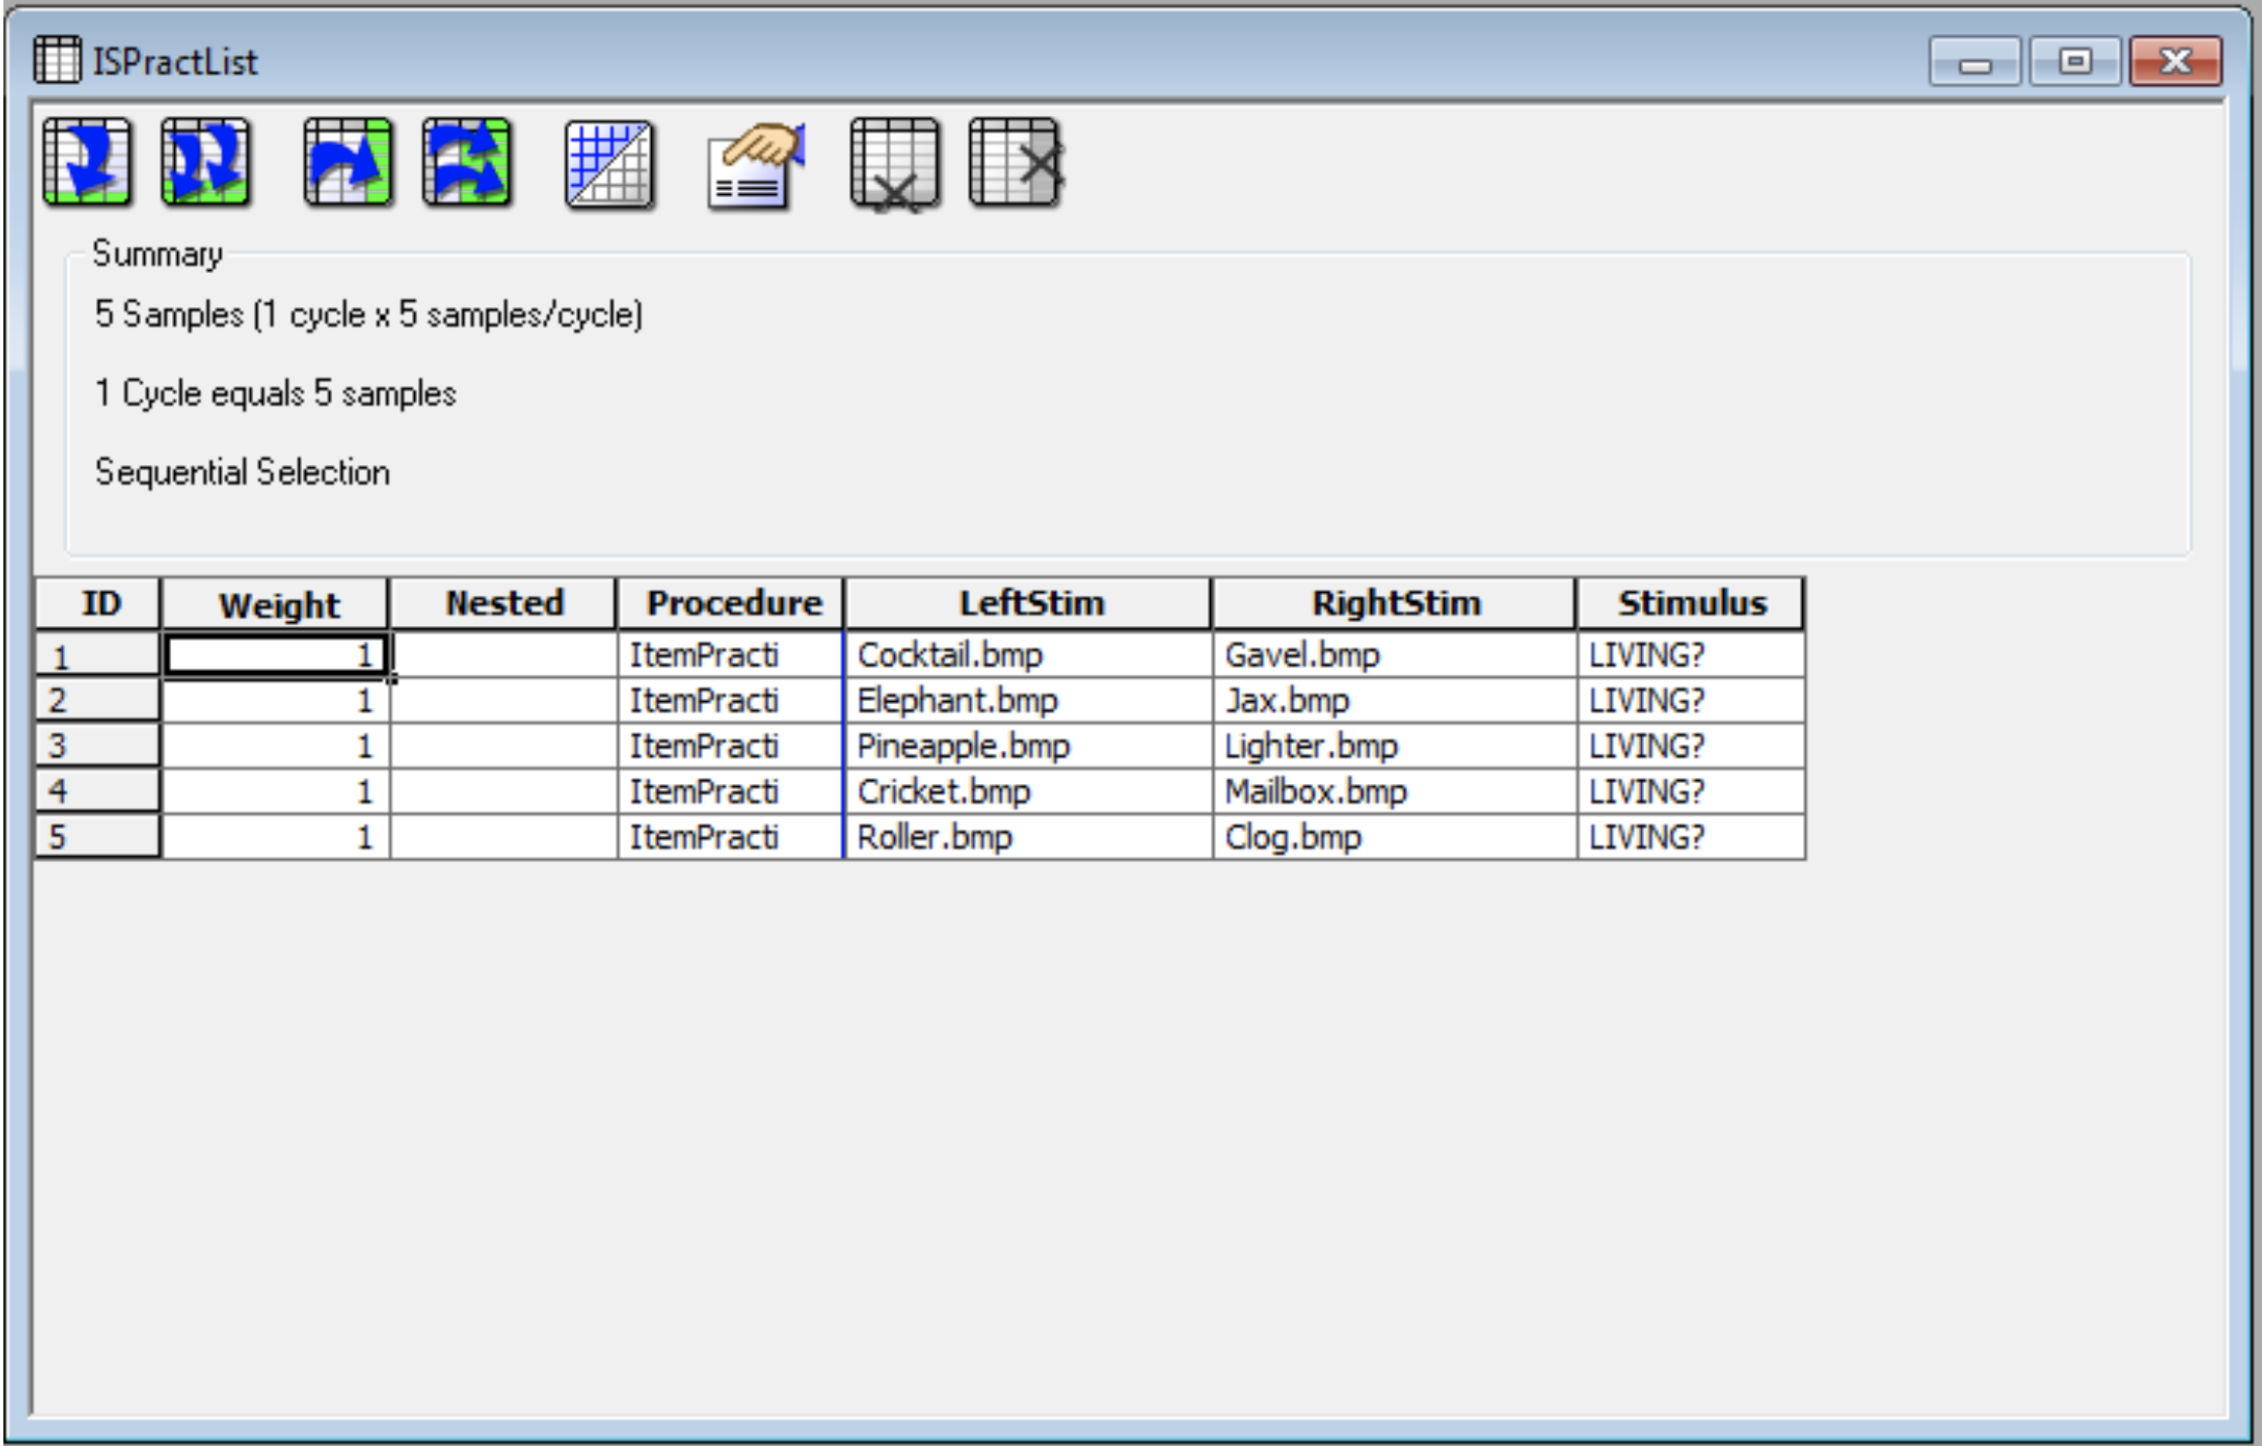 ISPractList
Summary
5 Samples (1 cycle x 5 samples/cycle)
1 Cycle equals 5 samples
Sequential Selection
ID Weight Nested Procedure LeftStim RightStim Stimulus
1 1 ItemPracti Cocktail.bmp Gavel.bmp LIVING?
2 1 ItemPracti Elephant.bmp Jax.bmp LIVING?
3 1 ItemPracti Pineapple.bmp Lighter.bmp LIVING?
4 1 ItemPracti Cricket.bmp Mailbox.bmp LIVING?
5 1 ItemPracti Roller.bmp Clog.bmp LIVING?